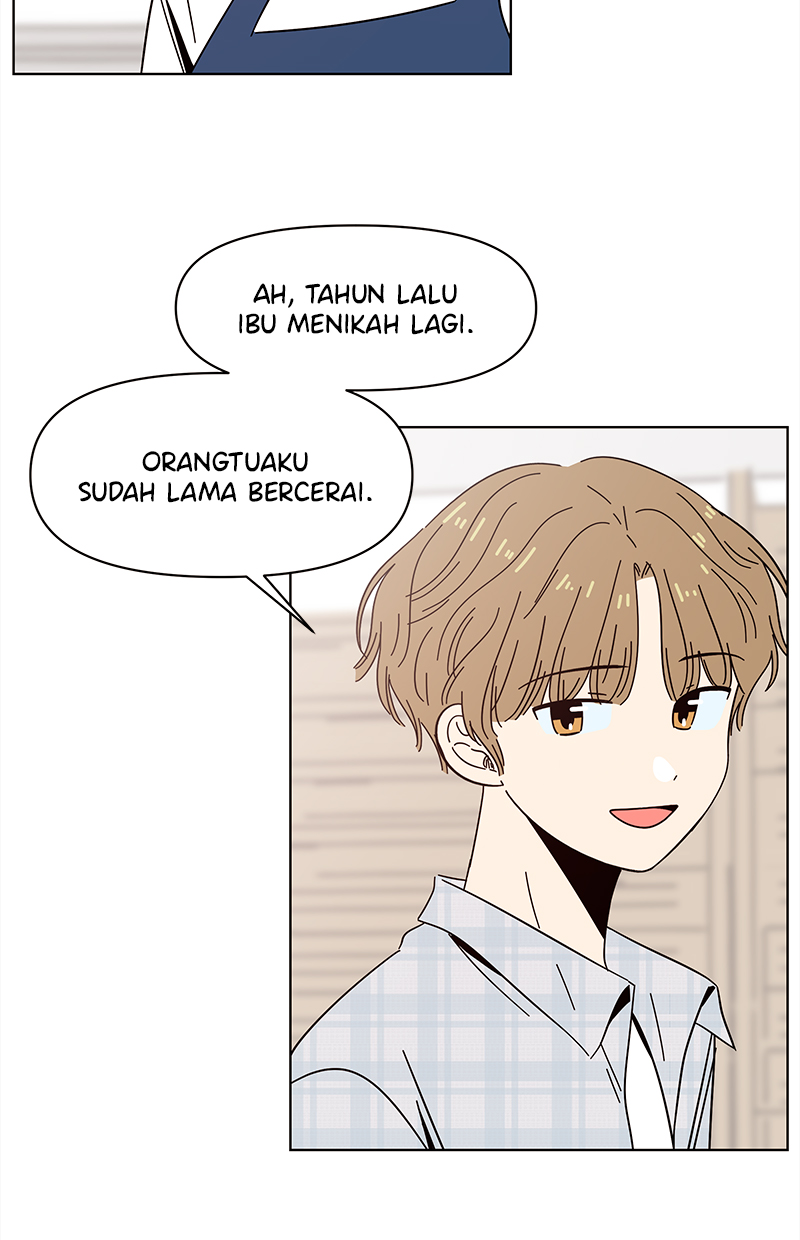 AH, TAHUN LALU
IBU MENIKAH LAGI.
ORANGTUAKU
SUDAH LAMA BERCERAI.